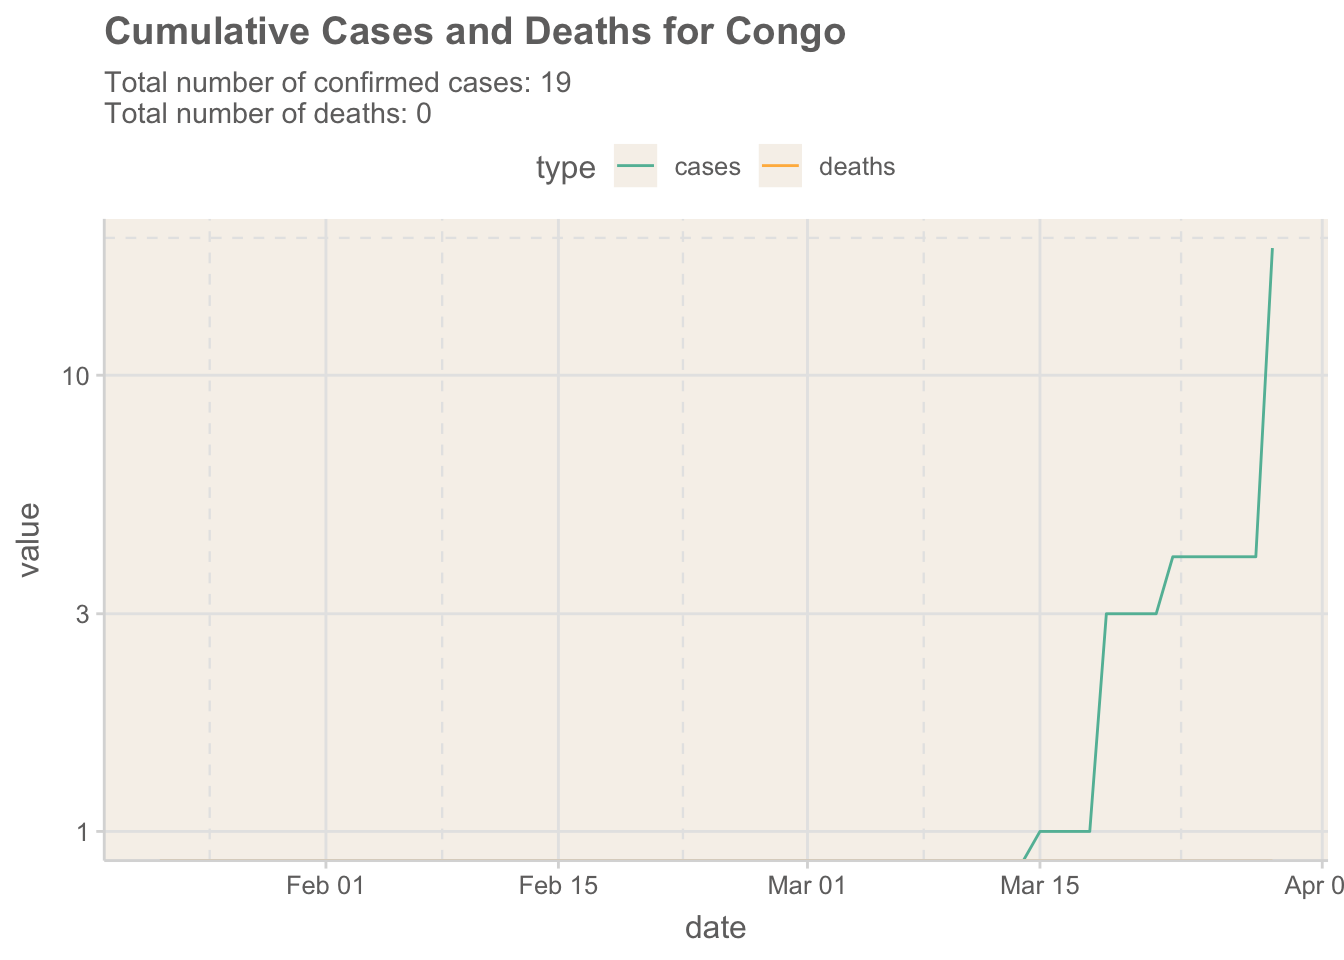 Cumulative Cases and Deaths for Congo
Total number of confirmed cases: 19
Total number of deaths: 0
type cases deaths
10
3
1
value
Feb 01 Feb 15 Mar 01 Mar 15 Apr 0
date